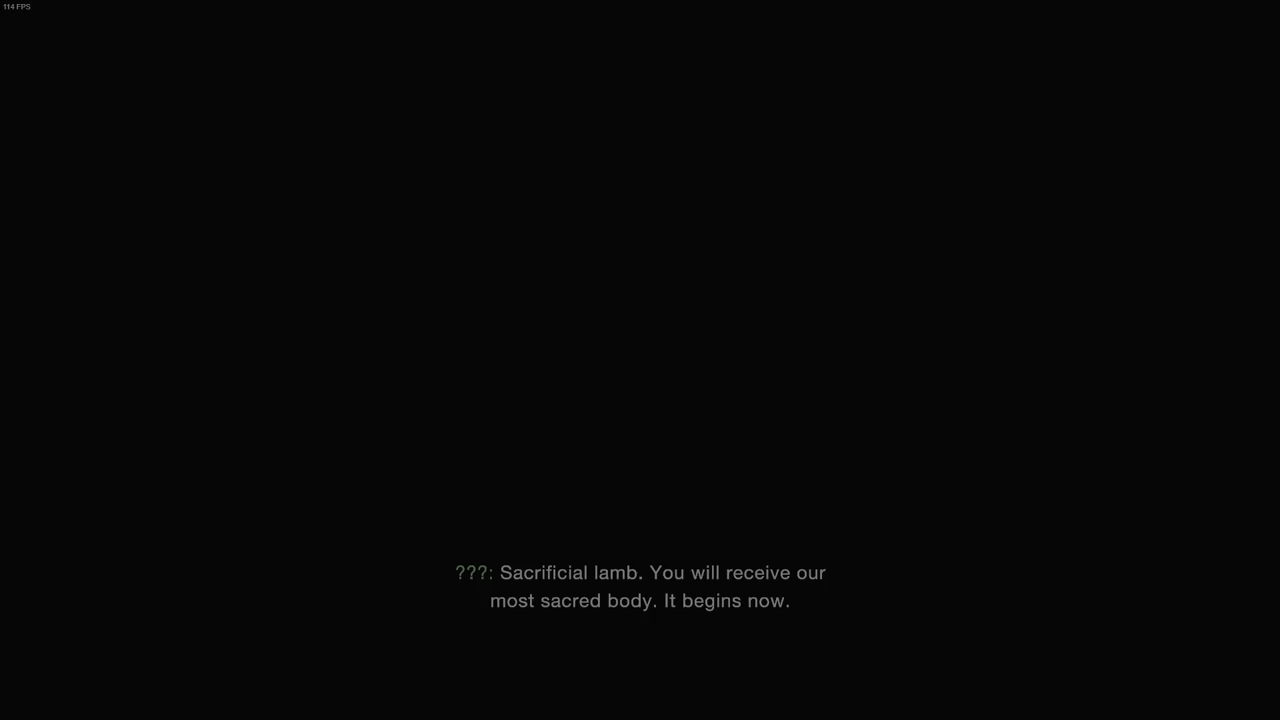 114 FPS
???: Sacrificial lamb. You will receive our
most sacred body. It begins now.